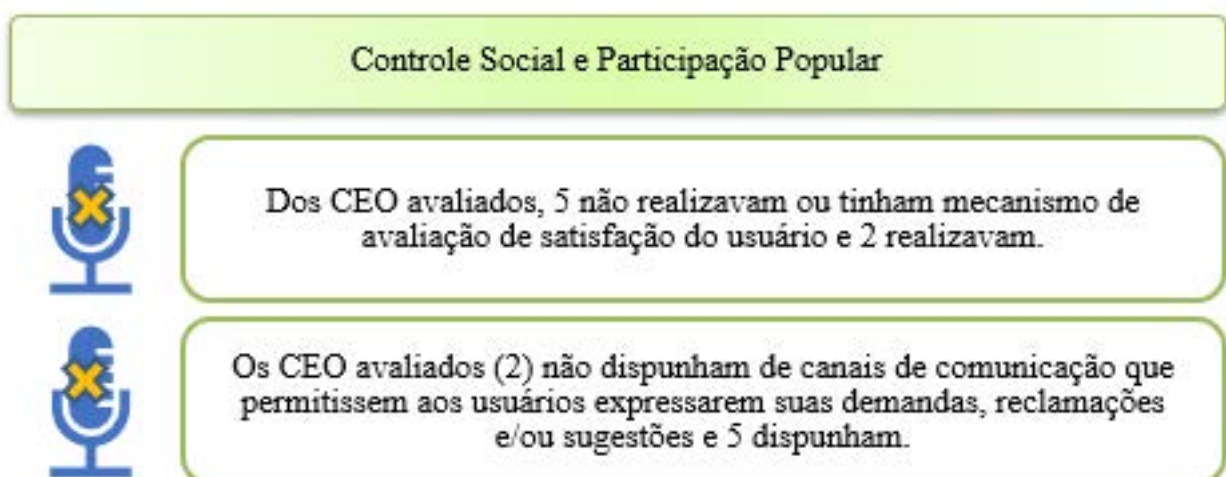 Controle Social e Participação Popular
Dos CEO avaliados, 5 não realizavam ou tinham mecanismo de
avaliação de satisfação do usuário e 2 realizavam.
Os CEO avaliados (2) não dispunham de canais de comunicação que
permitissem aos usuários expressarem suas demandas, reclamações
e/ou sugestões e 5 dispunham.